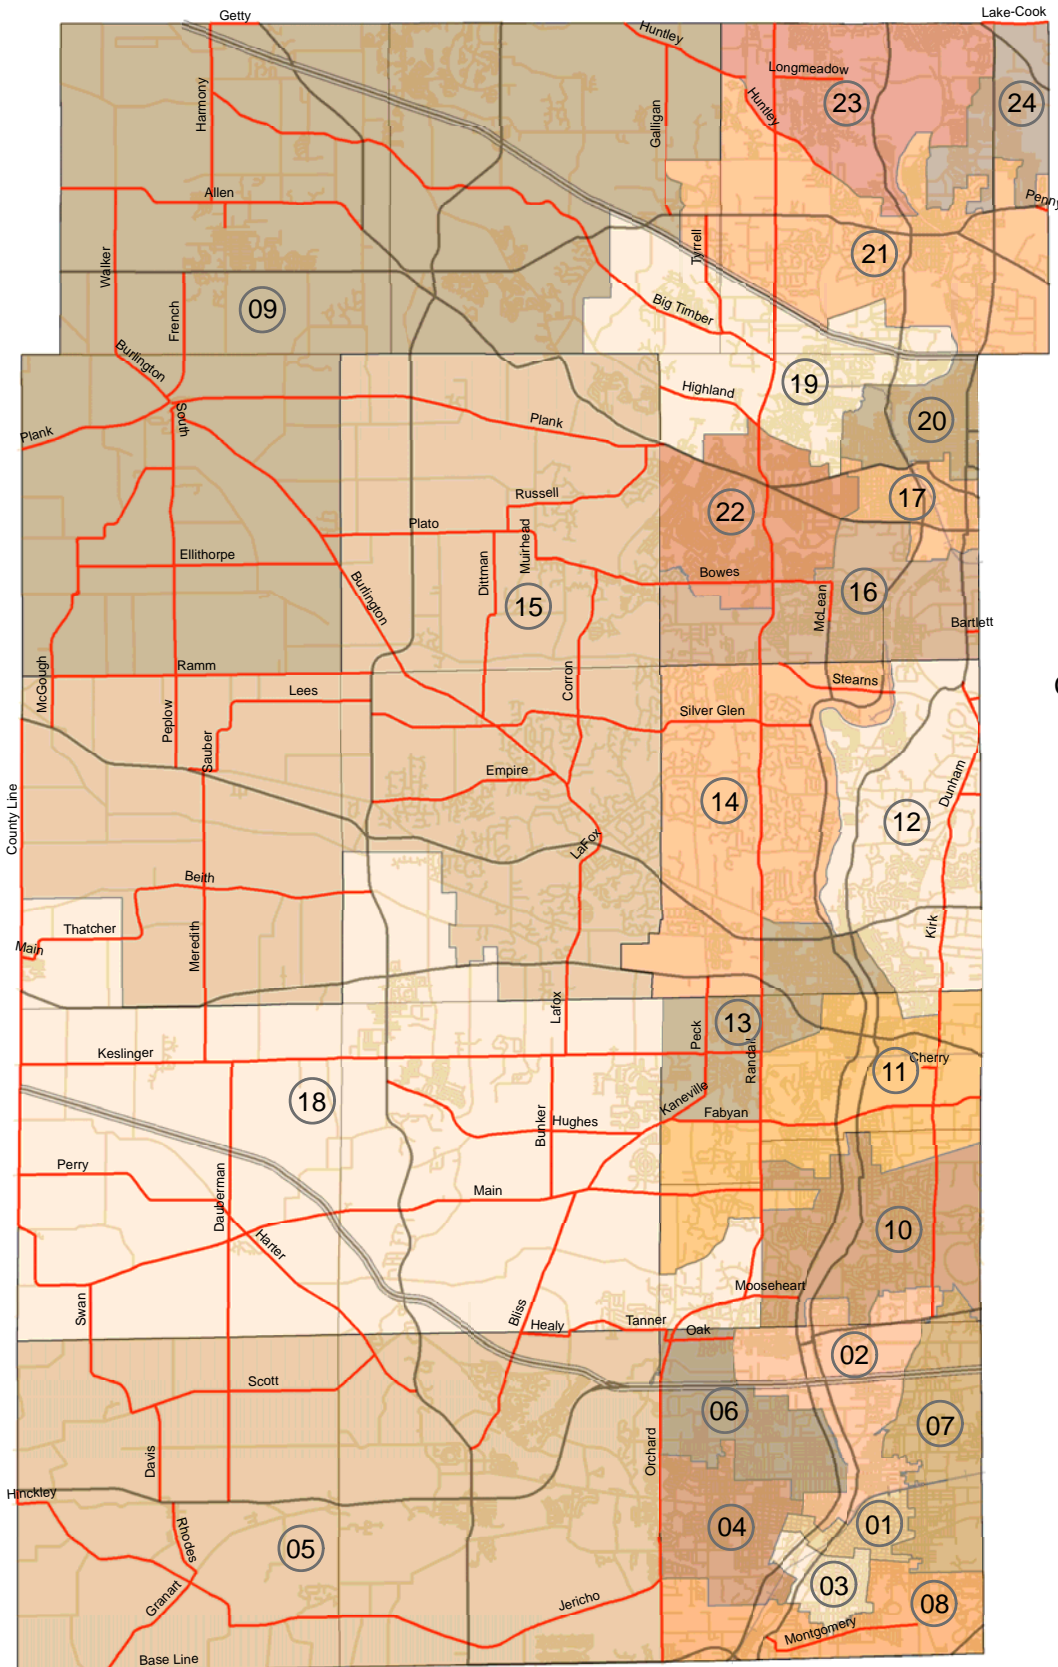 Getty
Lake-Cook
Huntley
Longmeadow
Harmony
Galligan
Huntley
23
24
Allen
Penny
Walker
Tyrrell
21
French
09
Big Timber
Burlington
19
Highland
South
Plank
Plank
20
Russell
17
22
Plato
Muirhead
Ellithorpe
Dittman
Burlington
15
Bowes
McLean
16
Bartlett
McGough
Ramm
Corron
Stearns
Lees
Peplow
Sauber
Silver Glen
Empire
14
Dunham
12
County Line
LaFox
Beith
Thatcher
Main
Meredith
Kirk
Lafox
13
Peck
Randall
Keslinger
11
Cherry
18
Kaneville
Fabyan
Bunker
Hughes
Perry
Main
Dauberman
10
Harter
Mooseheart
Swan
Bliss
Healy
Tanner
Oak
02
Scott
06
07
Davis
Orchard
Hinckley
Rhodes
05
04
01
Granart
03
08
Jericho
Montgomery
Base Line